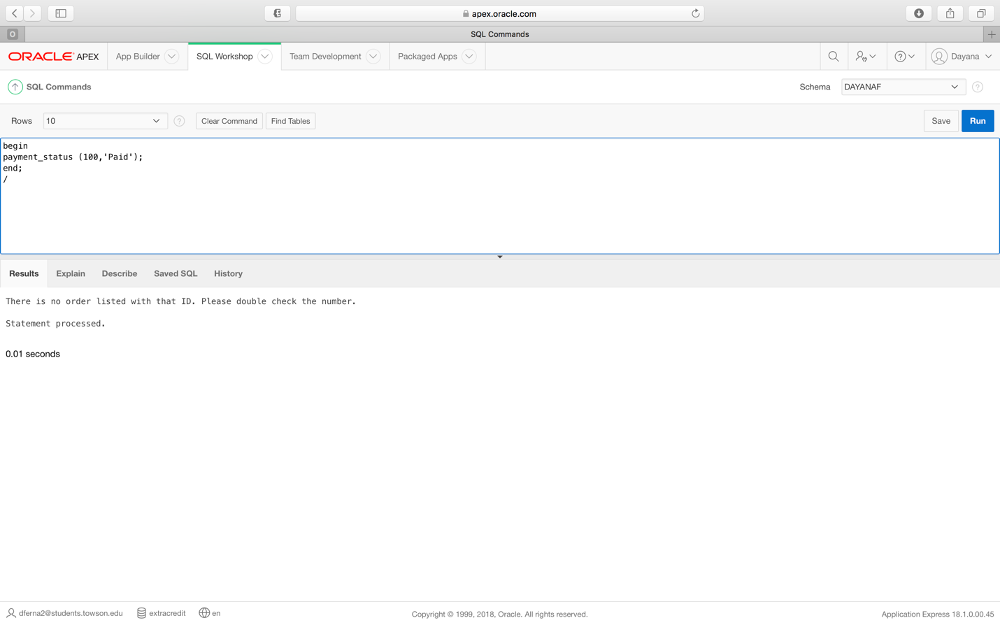 apex.oracle.com
O
SQL Commands
ORACLE APEX App Builder SQL Workshop Team Development Packaged Apps ? Dayana
SQL Commands Schema DAYANAF ?
Rows 10 ? Clear Command Find Tables Save Run
begin
payment_status (100,'Paid');
end;
/
Results Explain Describe Saved SQL History
There is no order listed with that ID. Please double check the number.
Statement processed.
0.01 seconds
dferna2@students.towson.edu extracredit en Copyright © 1999, 2018, Oracle. All rights reserved. Application Express 18.1.0.00.45